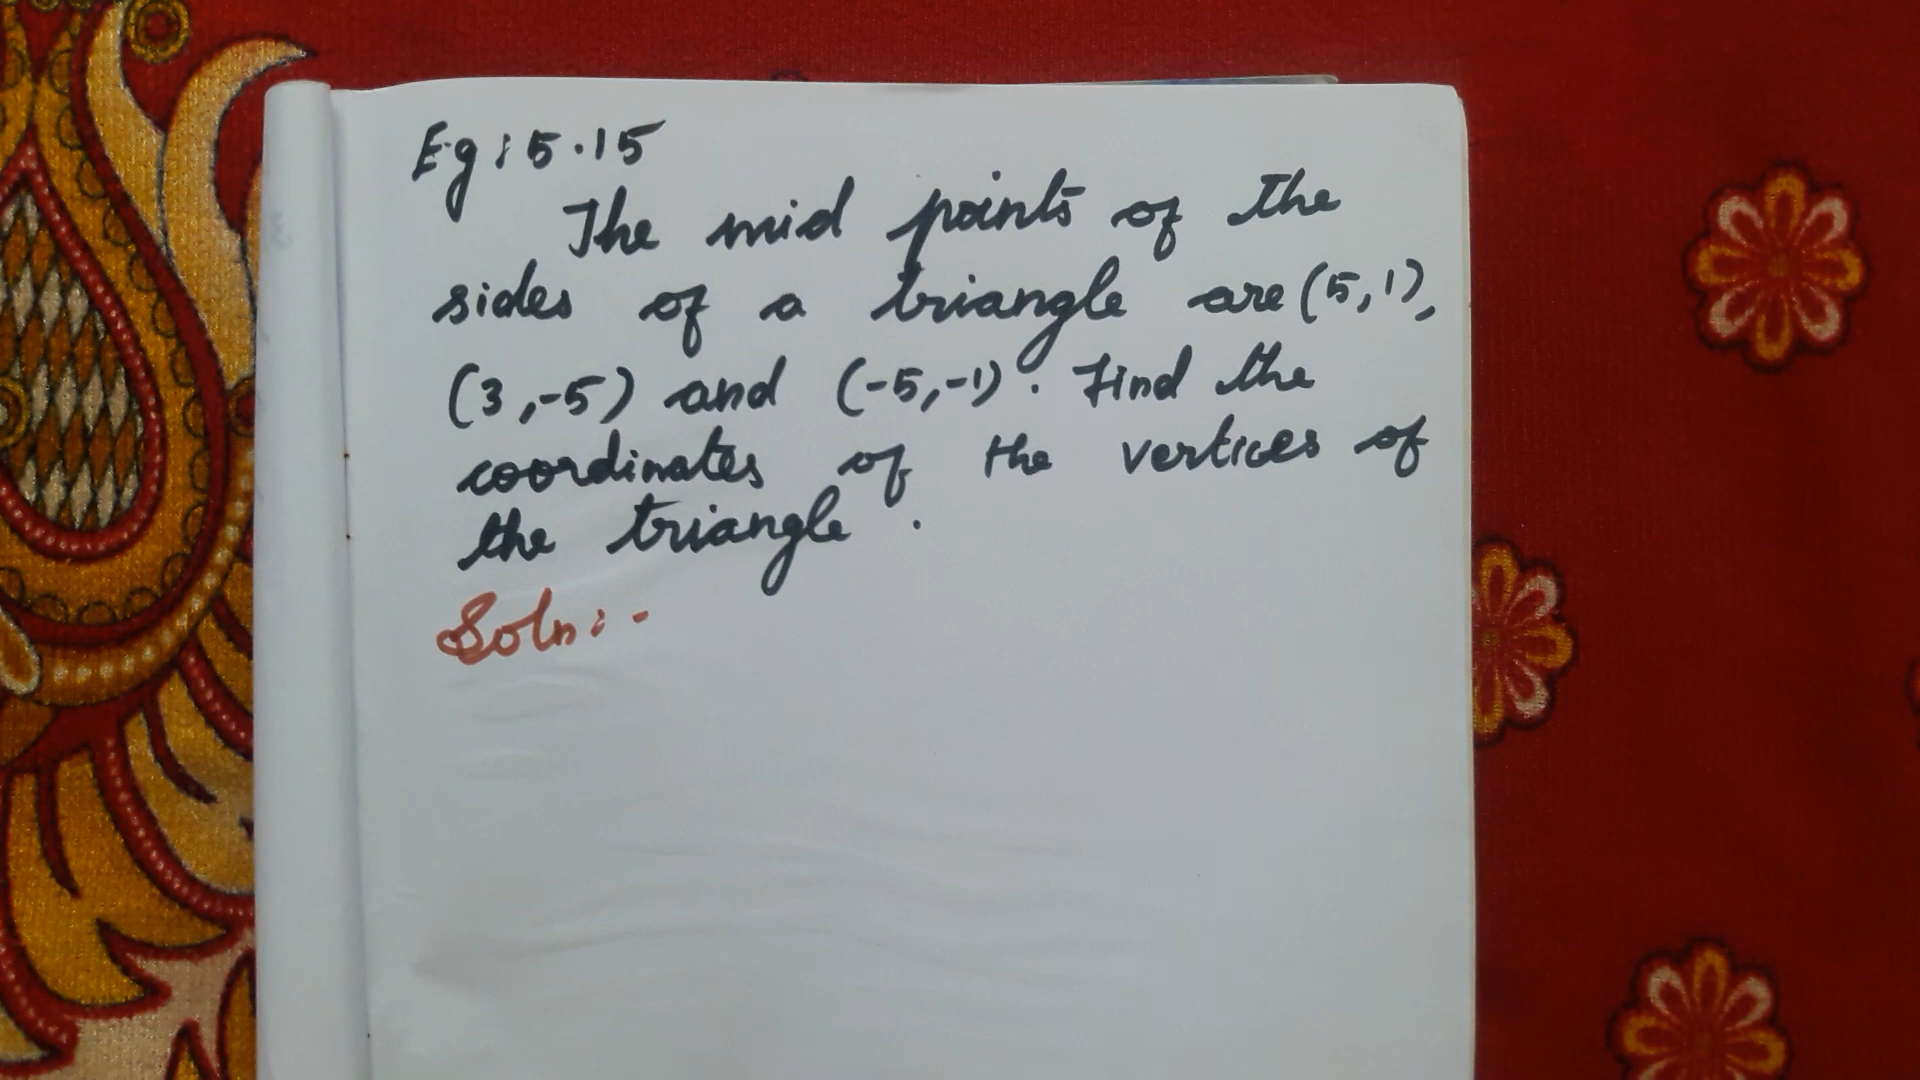 E.g : 5.15
The mid points of the
sides of a triangle are (5,1),
(3,-5) and (-5,-1). Find the
coordinates of the vertices of
the triangle.
Soln:-